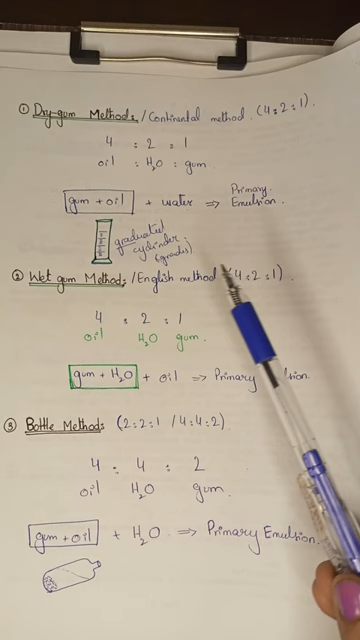 ① Dry gum Methods / Continental method. (4:2:1).
4 : 2 : 1
oil : H₂O : gum
gum + oil + water ⇒ Primary Emulsion.
graduated cylinder (grades)
② Wet gum Methods / English method (4:2:1).
4 : 2 : 1
oil H₂O gum.
gum + H₂O + oil ⇒ Primary
③ Bottle Methods (2:2:1 / 4:4:2)
4 : 4 : 2
oil H₂O gum.
gum + oil + H₂O ⇒ Primary Emulsion.